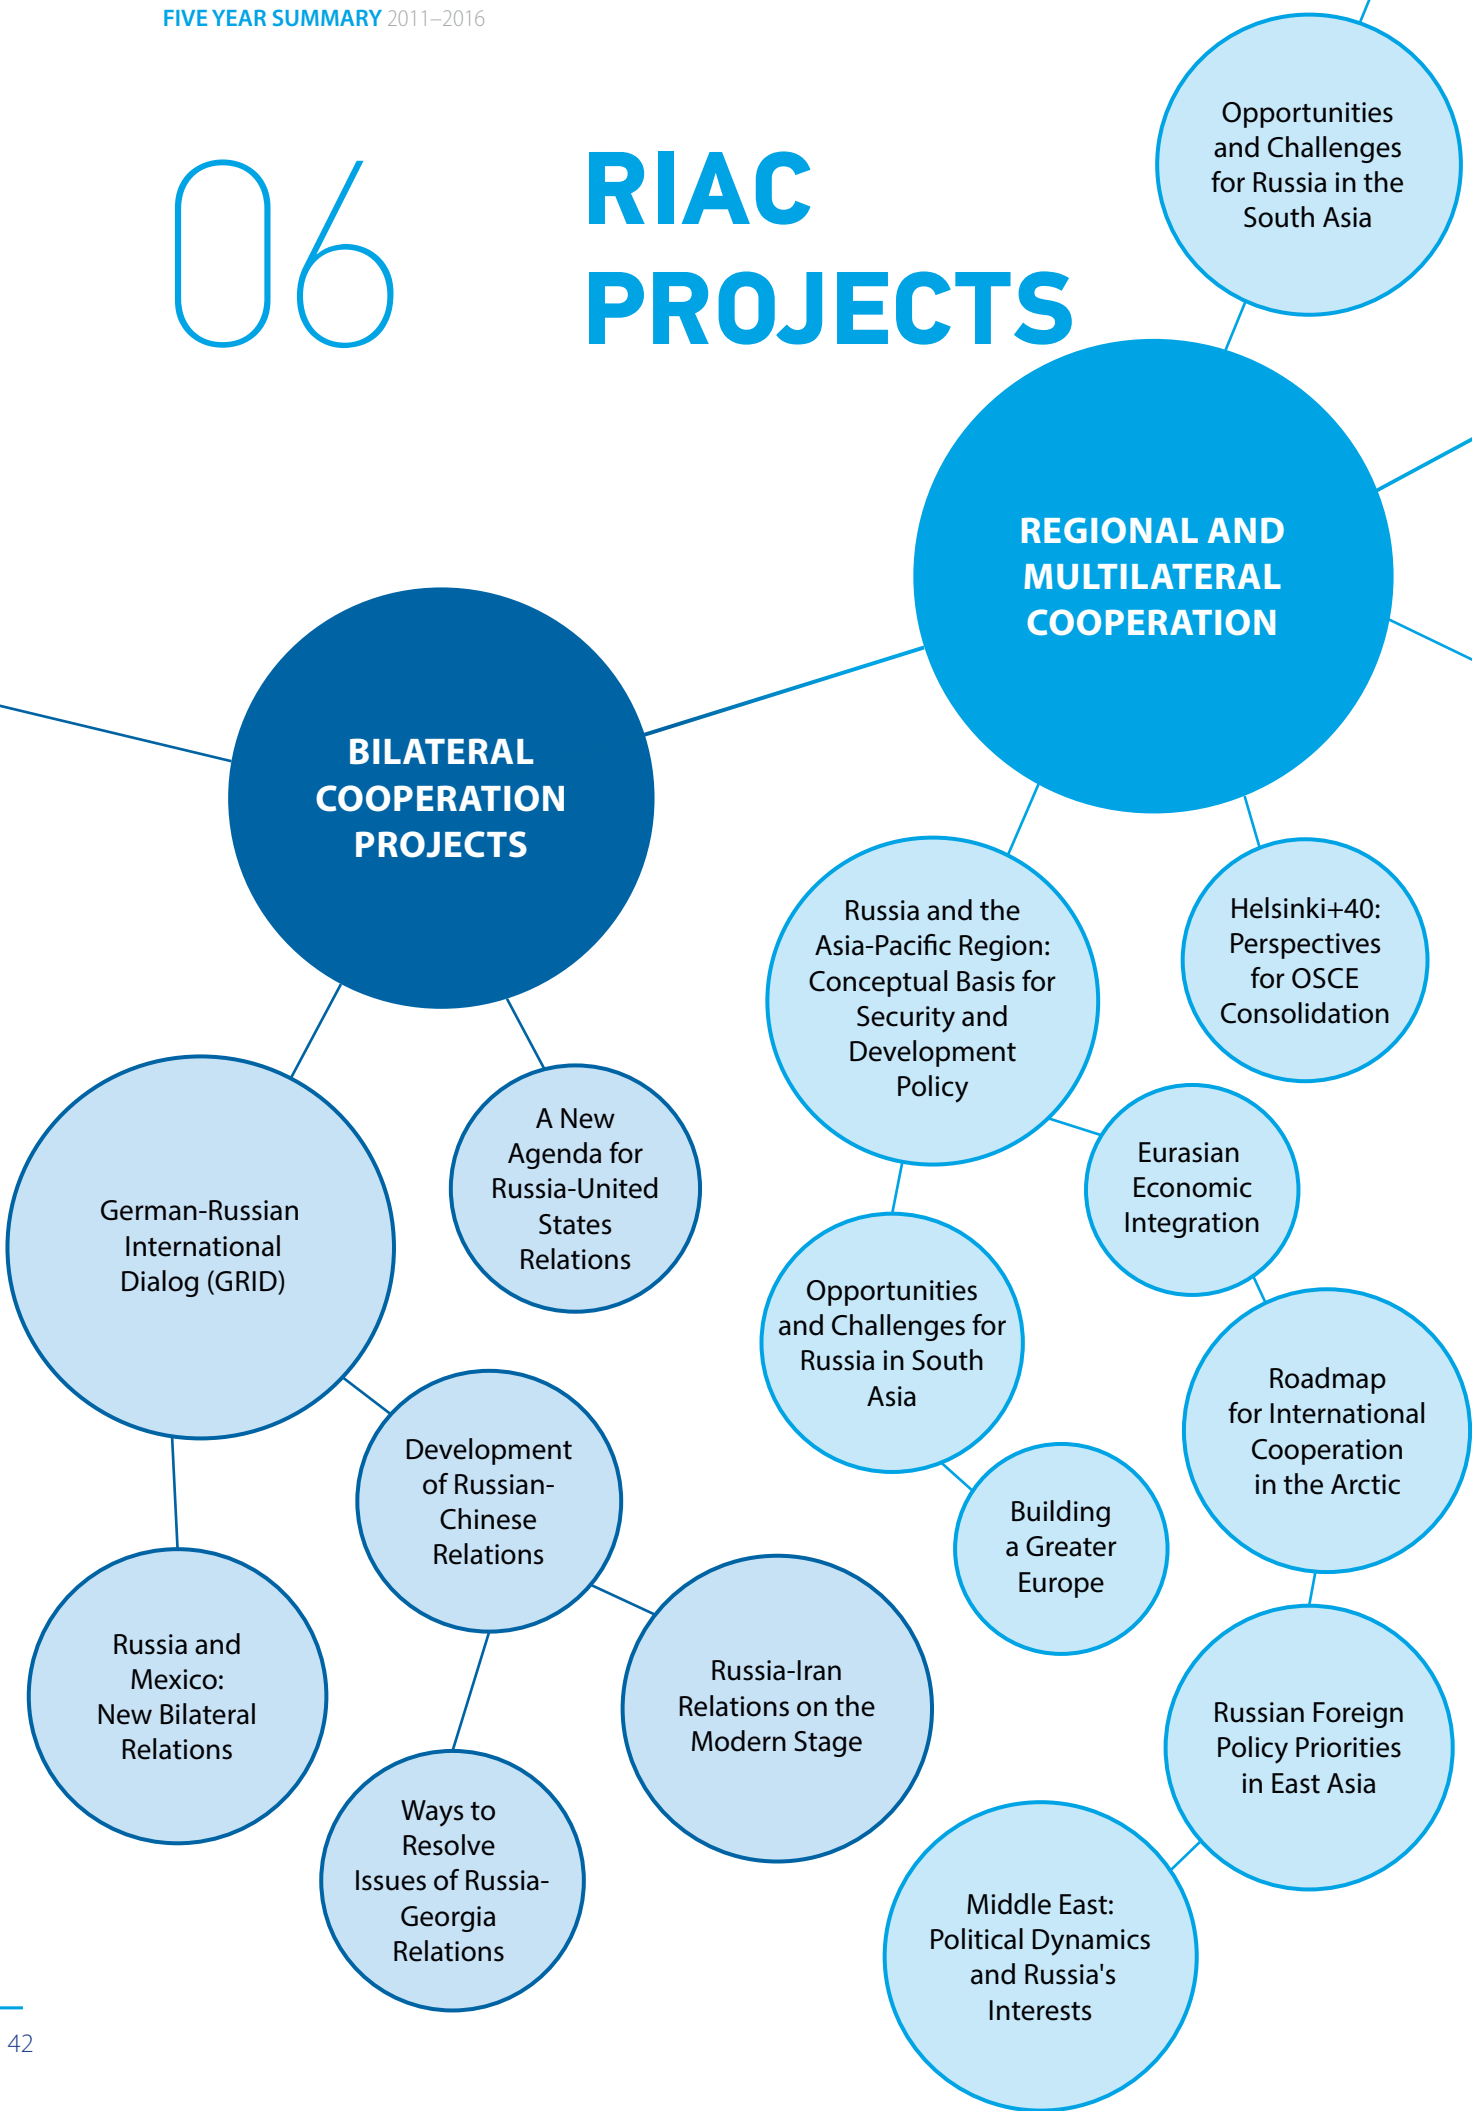 FIVE YEAR SUMMARY 2011–2016
06
RIAC
PROJECTS
Opportunities
and Challenges
for Russia in the
South Asia
REGIONAL AND
MULTILATERAL
COOPERATION
BILATERAL
COOPERATION
PROJECTS
Russia and the
Asia-Pacific Region:
Conceptual Basis for
Security and
Development
Policy
Helsinki+40:
Perspectives
for OSCE
Consolidation
German-Russian
International
Dialog (GRID)
A New
Agenda for
Russia-United
States
Relations
Eurasian
Economic
Integration
Opportunities
and Challenges for
Russia in South
Asia
Roadmap
for International
Cooperation
in the Arctic
Development
of Russian-
Chinese
Relations
Building
a Greater
Europe
Russia and
Mexico:
New Bilateral
Relations
Russia-Iran
Relations on the
Modern Stage
Russian Foreign
Policy Priorities
in East Asia
Ways to
Resolve
Issues of Russia-
Georgia
Relations
Middle East:
Political Dynamics
and Russia's
Interests
42